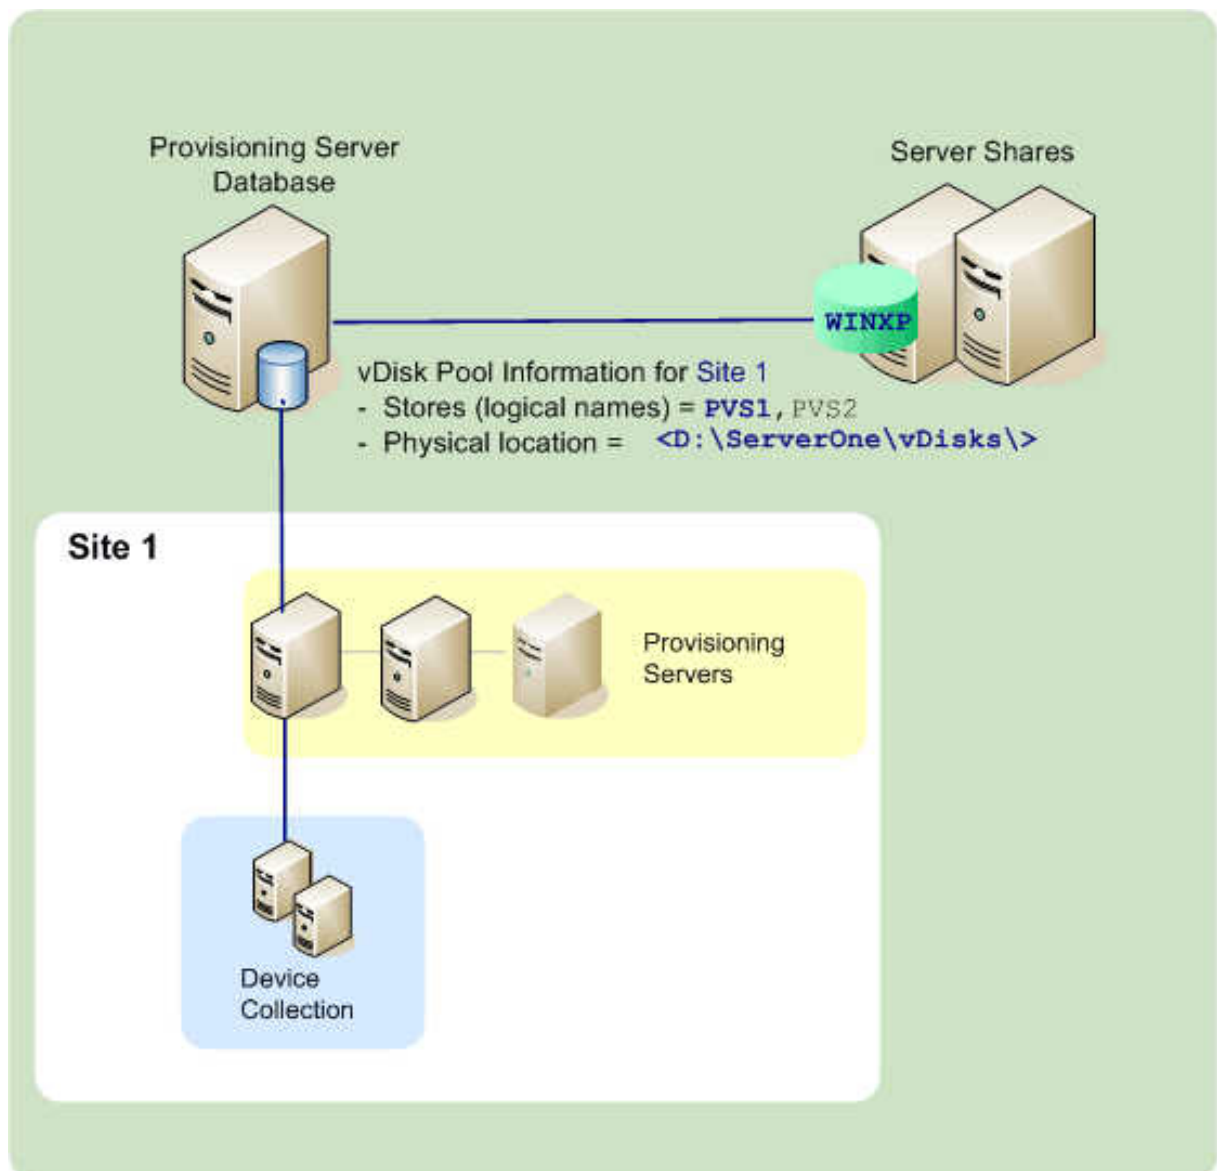 Provisioning Server
Database
Server Shares
WINXP
vDisk Pool Information for Site 1
- Stores (logical names) = PVS1, PVS2
- Physical location = <D:\ServerOne\vDisks\>
Site 1
Provisioning
Servers
Device
Collection